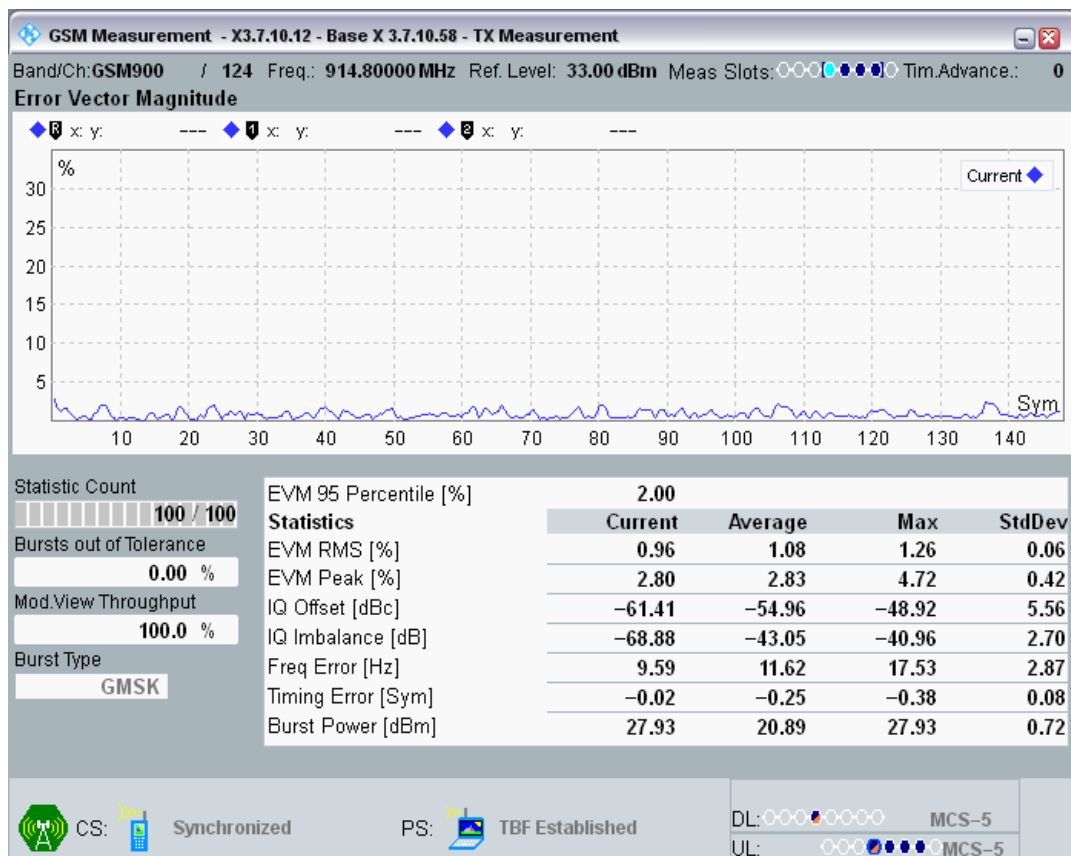 GSM Measurement - X3.7.10.12 - Base X 3.7.10.58 - TX Measurement
Band/Ch:GSM900 / 124 Freq.: 914.80000 MHz Ref. Level: 33.00 dBm Meas Slots: Tim.Advance.: 0
Error Vector Magnitude
R x: y: --- 1 x: y: --- 2 x: y: ---
%
Current
30
25
20
15
10
5
Sym
10 20 30 40 50 60 70 80 90 100 110 120 130 140
Statistic Count
100 / 100
Bursts out of Tolerance
0.00 %
Mod.View Throughput
100.0 %
Burst Type
GMSK
EVM 95 Percentile [%] 2.00
Statistics Current Average Max StdDev
EVM RMS [%] 0.96 1.08 1.26 0.06
EVM Peak [%] 2.80 2.83 4.72 0.42
IQ Offset [dBc] −61.41 −54.96 −48.92 5.56
IQ Imbalance [dB] −68.88 −43.05 −40.96 2.70
Freq Error [Hz] 9.59 11.62 17.53 2.87
Timing Error [Sym] −0.02 −0.25 −0.38 0.08
Burst Power [dBm] 27.93 20.89 27.93 0.72
CS: Synchronized PS: TBF Established
DL: MCS−5
UL: MCS−5